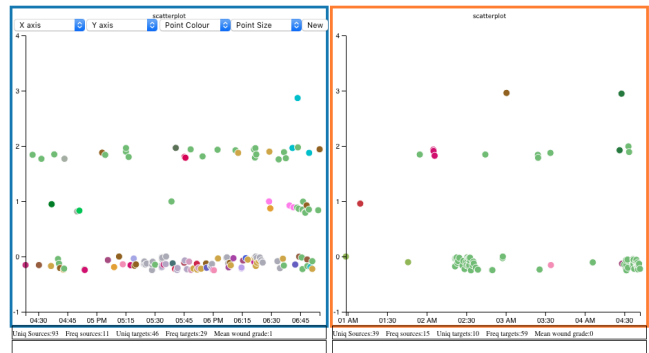 scatterplot
X axis Y axis Point Colour Point Size New
4
3
2
1
0
-1
04:30 04:45 05 PM 05:15 05:30 05:45 06 PM 06:15 06:30 06:45
Uniq Sources:93 Freq sources:11 Uniq targets:46 Freq targets:29 Mean wound grade:1
scatterplot
4
3
2
1
0
-1
01 AM 01:30 02 AM 02:30 03 AM 03:30 04 AM 04:30
Uniq Sources:39 Freq sources:15 Uniq targets:10 Freq targets:59 Mean wound grade:0